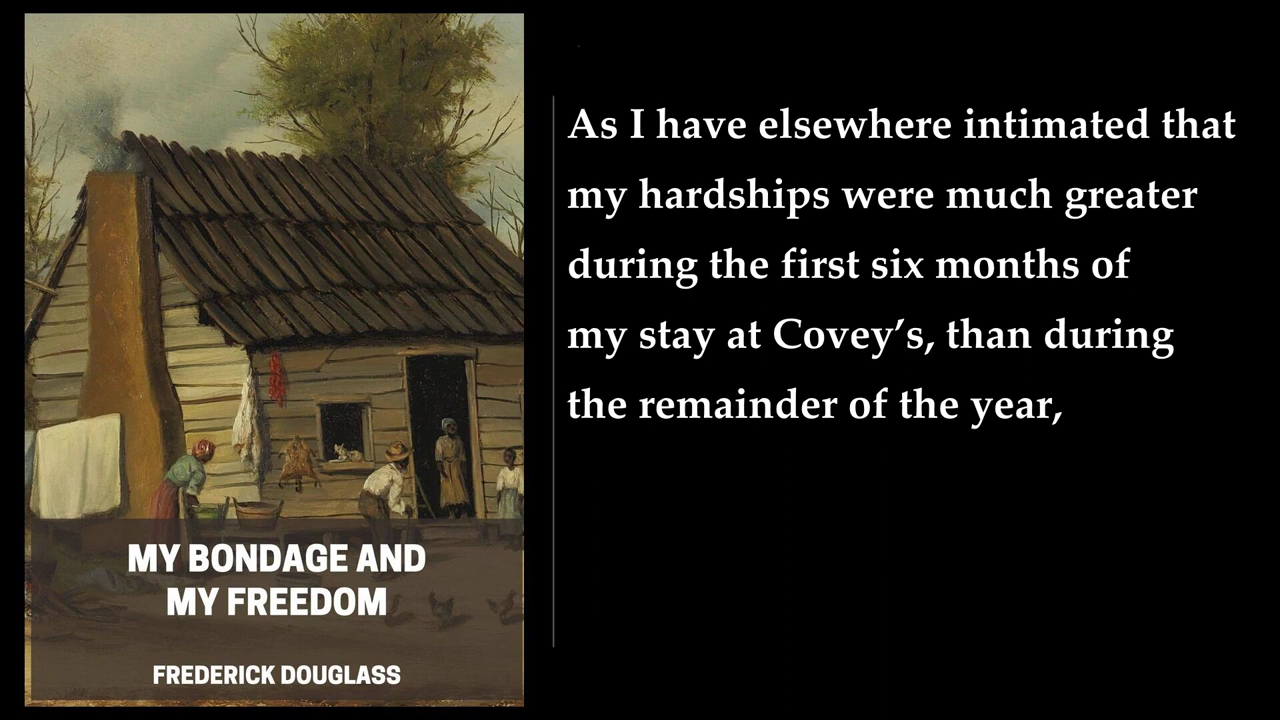 MY BONDAGE AND
MY FREEDOM
FREDERICK DOUGLASS
As I have elsewhere intimated that
my hardships were much greater
during the first six months of
my stay at Covey’s, than during
the remainder of the year,